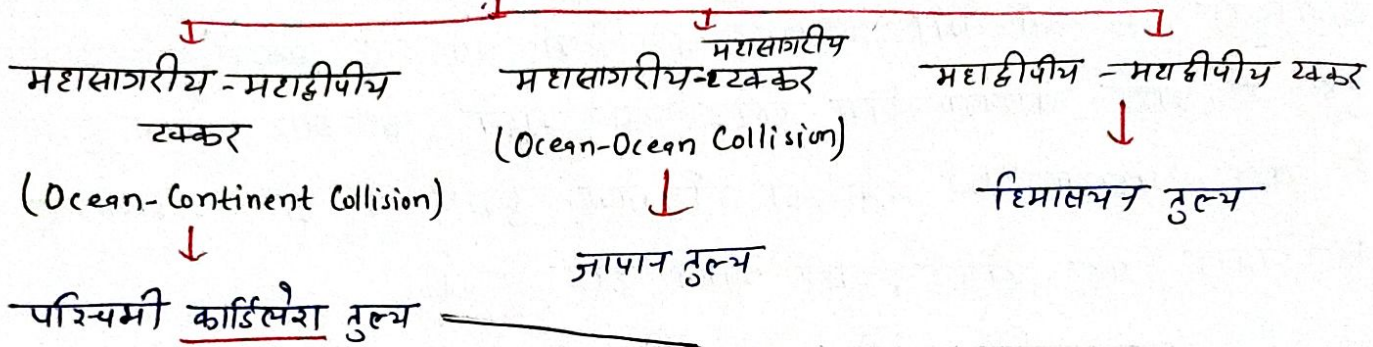 महासागरीय - महाद्वीपीय
टक्कर
(Ocean-Continent Collision)
पश्चिमी कार्डिलेरा तुल्य
महासागरीय
महासागरीय - टक्कर
(Ocean-Ocean Collision)
जापान तुल्य
महाद्वीपीय - महाद्वीपीय टक्कर
हिमालयन तुल्य